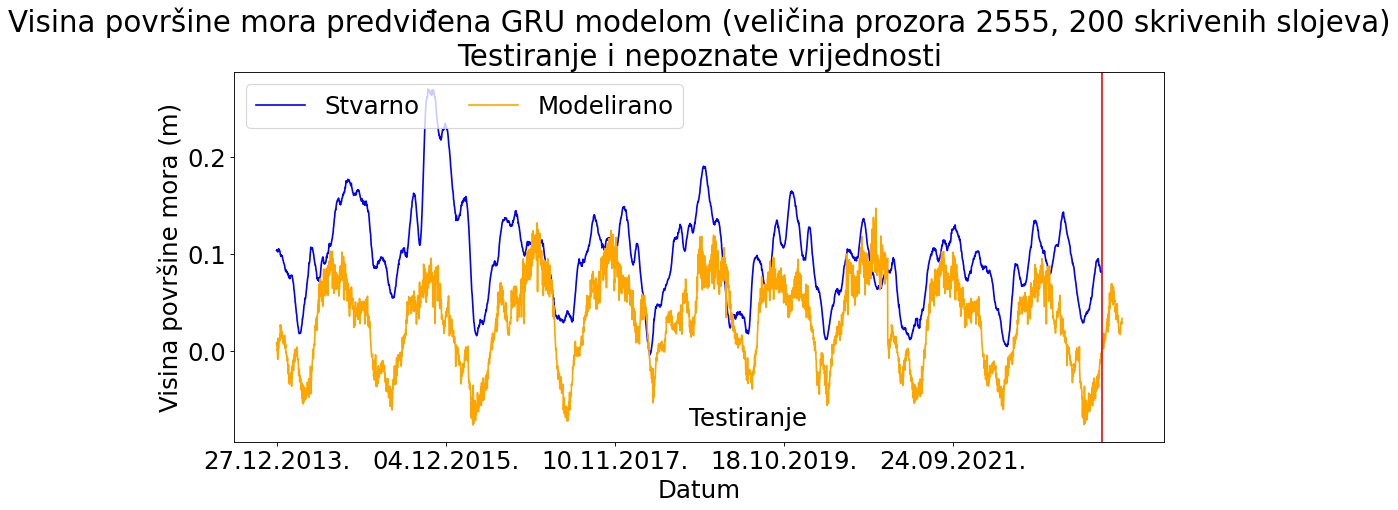 Visina površine mora predviđena GRU modelom (veličina prozora 2555, 200 skrivenih slojeva)
Testiranje i nepoznate vrijednosti
Stvarno
Modelirano
Visina površine mora (m)
0.2
0.1
0.0
Testiranje
27.12.2013.
04.12.2015.
10.11.2017.
18.10.2019.
24.09.2021.
Datum